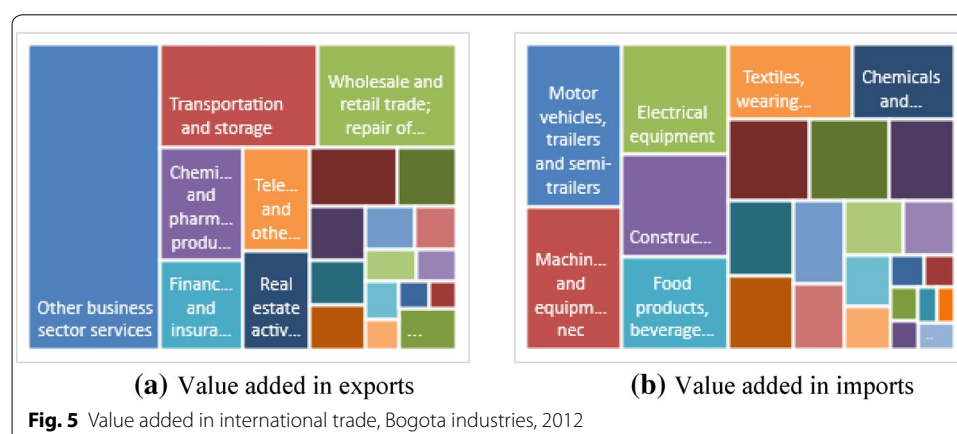 Other business
sector services
Transportation
and storage
Wholesale and
retail trade;
repair of...
Chemi...
and
pharm...
produ...
Tele...
and
othe...
Financ...
and
insura...
Real
estate
activ...
...
Motor
vehicles,
trailers
and semi-
trailers
Machin...
and
equipm...
nec
Electrical
equipment
Construc...
Food
products,
beverage...
Textiles,
wearing...
Chemicals
and...
...
(a) Value added in exports
(b) Value added in imports
Fig. 5 Value added in international trade, Bogota industries, 2012